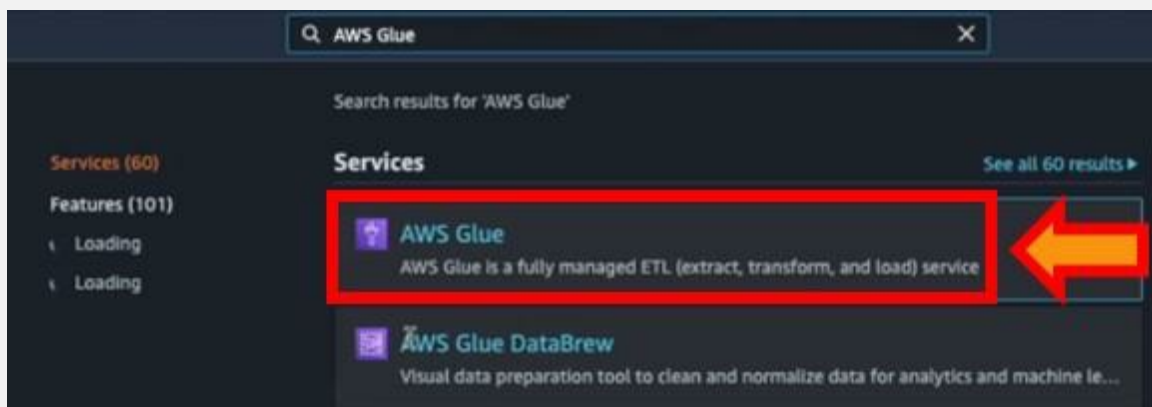 AWS Glue
Search results for 'AWS Glue'
Services (60)
Features (101)
Loading
Loading
Services
See all 60 results
AWS Glue
AWS Glue is a fully managed ETL (extract, transform, and load) service
AWS Glue DataBrew
Visual data preparation tool to clean and normalize data for analytics and machine le...